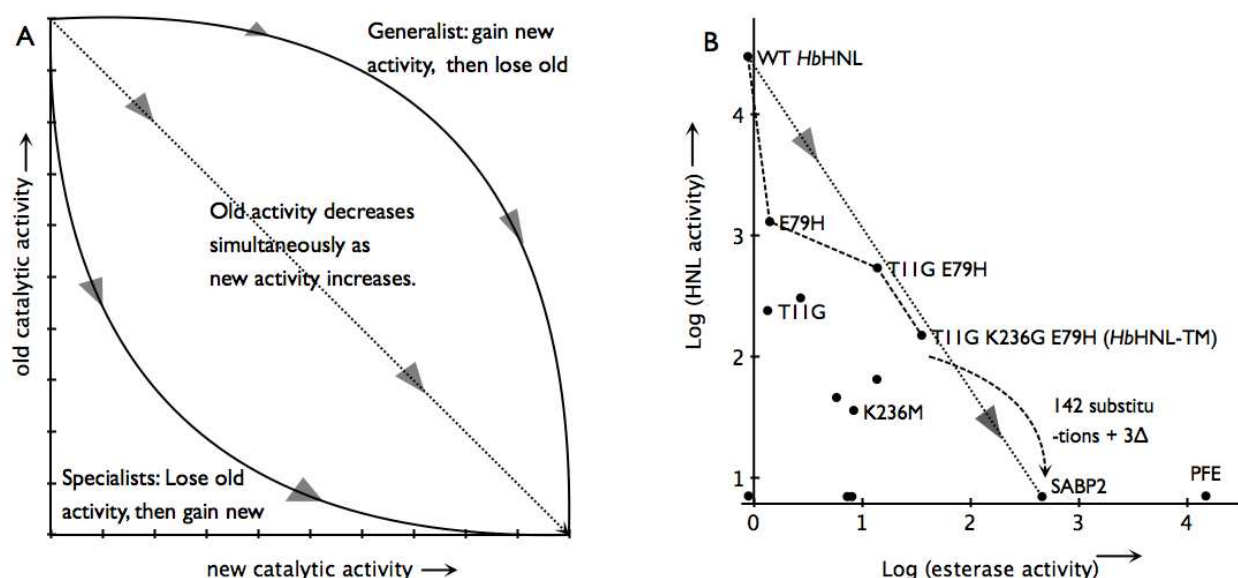 A
Generalist: gain new
activity, then lose old
Old activity decreases
simultaneously as
new activity increases.
Specialists: Lose old
activity, then gain new
old catalytic activity
new catalytic activity
B
WT HbHNL
4
E79H
3
T11G E79H
T11G
T11G K236G E79H (HbHNL-TM)
2
K236M
142 substitu
-tions + 3Δ
1
SABP2
PFE
0
1
2
3
4
Log (HNL activity)
Log (esterase activity)